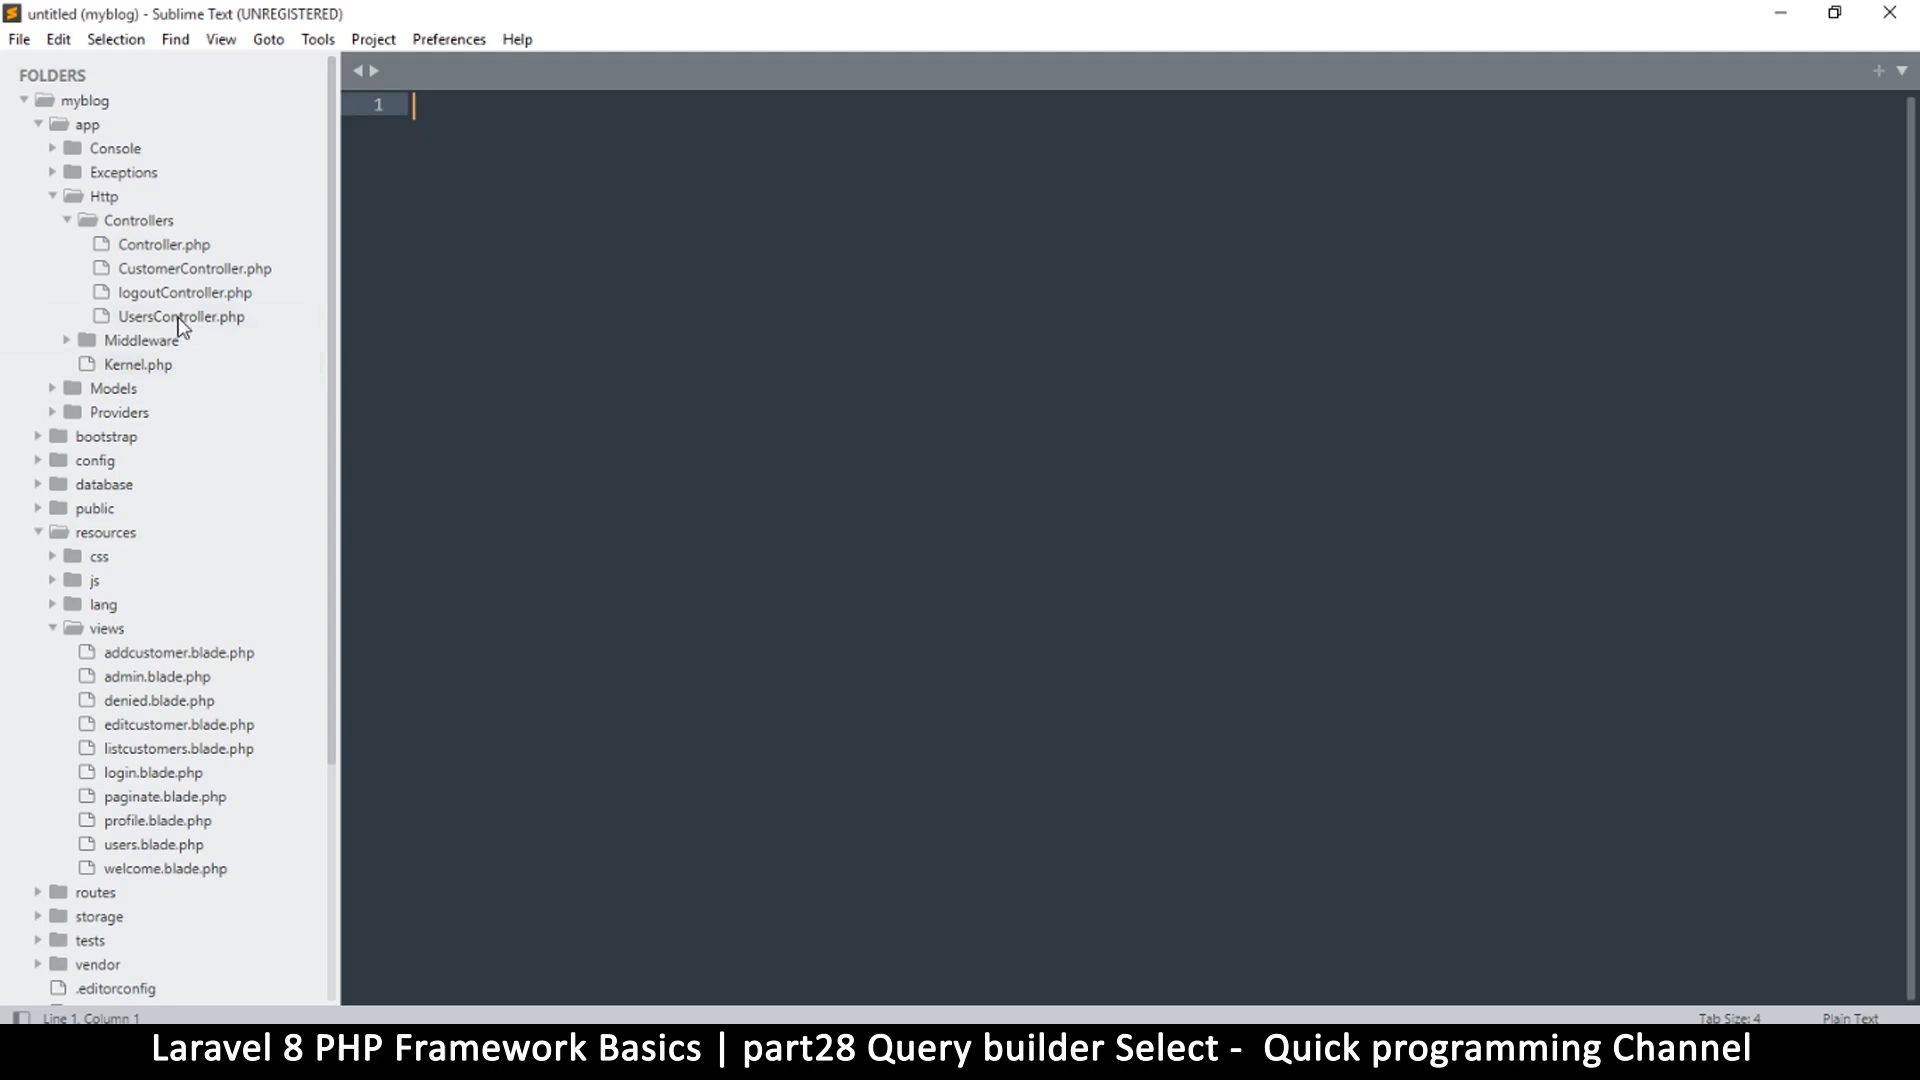 untitled (myblog) - Sublime Text (UNREGISTERED)
File Edit Selection Find View Goto Tools Project Preferences Help
FOLDERS
myblog
app
Console
Exceptions
Http
Controllers
Controller.php
CustomerController.php
logoutController.php
UsersController.php
Middleware
Kernel.php
Models
Providers
bootstrap
config
database
public
resources
css
js
lang
views
addcustomer.blade.php
admin.blade.php
denied.blade.php
editcustomer.blade.php
listcustomers.blade.php
login.blade.php
paginate.blade.php
profile.blade.php
users.blade.php
welcome.blade.php
routes
storage
tests
vendor
.editorconfig
1
Line 1, Column 1
Tab Size: 4 Plain Text
Laravel 8 PHP Framework Basics | part28 Query builder Select - Quick programming Channel